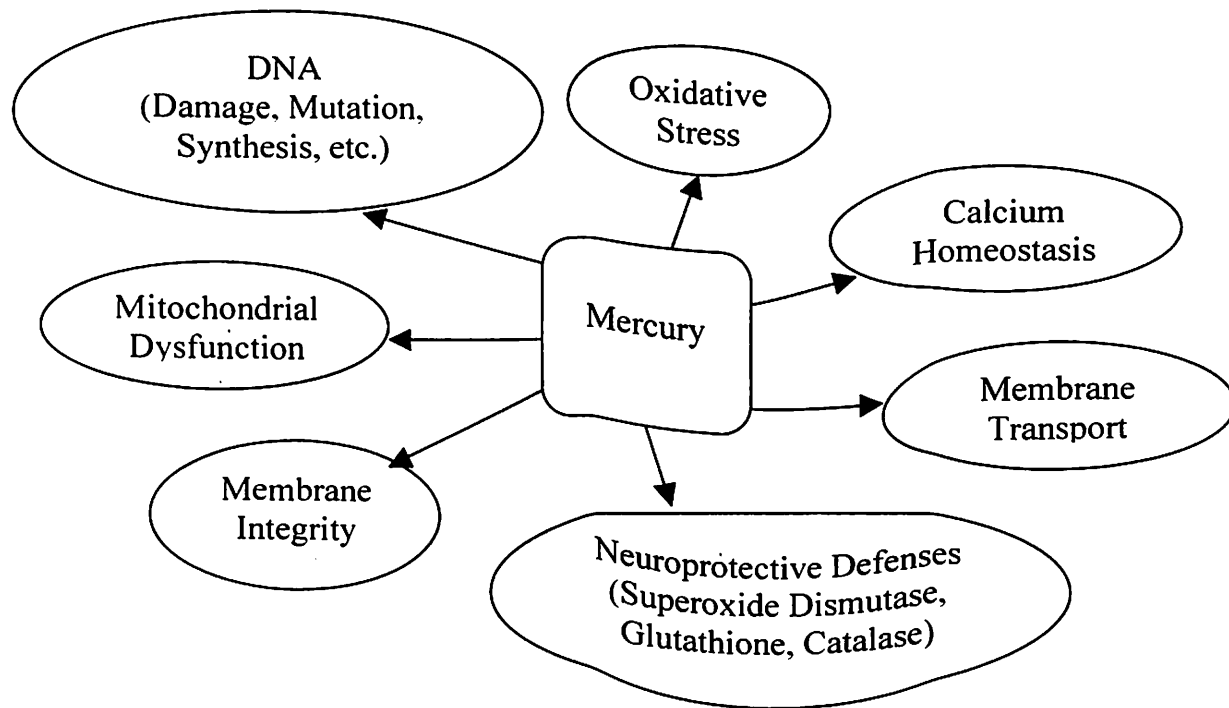 DNA
(Damage, Mutation,
Synthesis, etc.)
Oxidative
Stress
Calcium
Homeostasis
Mitochondrial
Dysfunction
Mercury
Membrane
Transport
Membrane
Integrity
Neuroprotective Defenses
(Superoxide Dismutase,
Glutathione, Catalase)